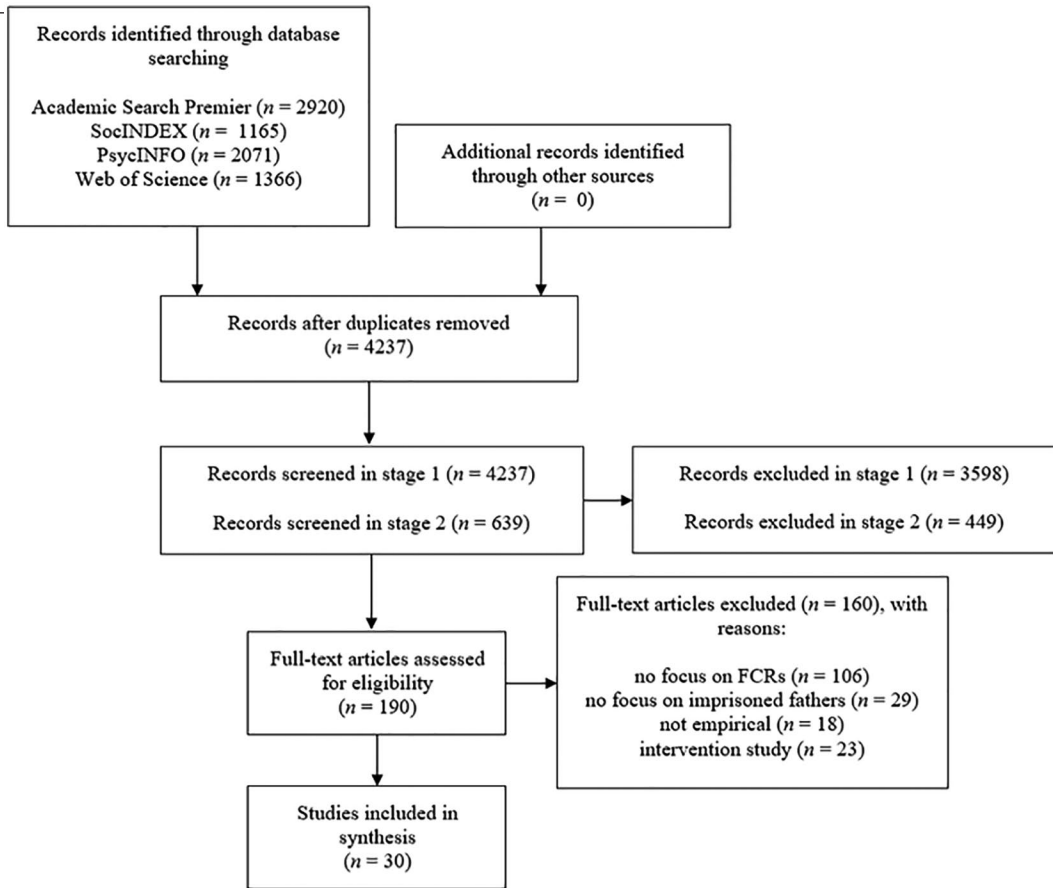 Records identified through database
searching
Academic Search Premier (n = 2920)
SocINDEX (n =  1165)
PsycINFO (n = 2071)
Web of Science (n = 1366)
Additional records identified
through other sources
(n =  0)
Records after duplicates removed
(n = 4237)
Records screened in stage 1 (n = 4237)
Records screened in stage 2 (n = 639)
Records excluded in stage 1 (n = 3598)
Records excluded in stage 2 (n = 449)
Full-text articles assessed
for eligibility
(n = 190)
Full-text articles excluded (n = 160), with
reasons:
no focus on FCRs (n = 106)
no focus on imprisoned fathers (n = 29)
not empirical (n = 18)
intervention study (n = 23)
Studies included in
synthesis
(n = 30)